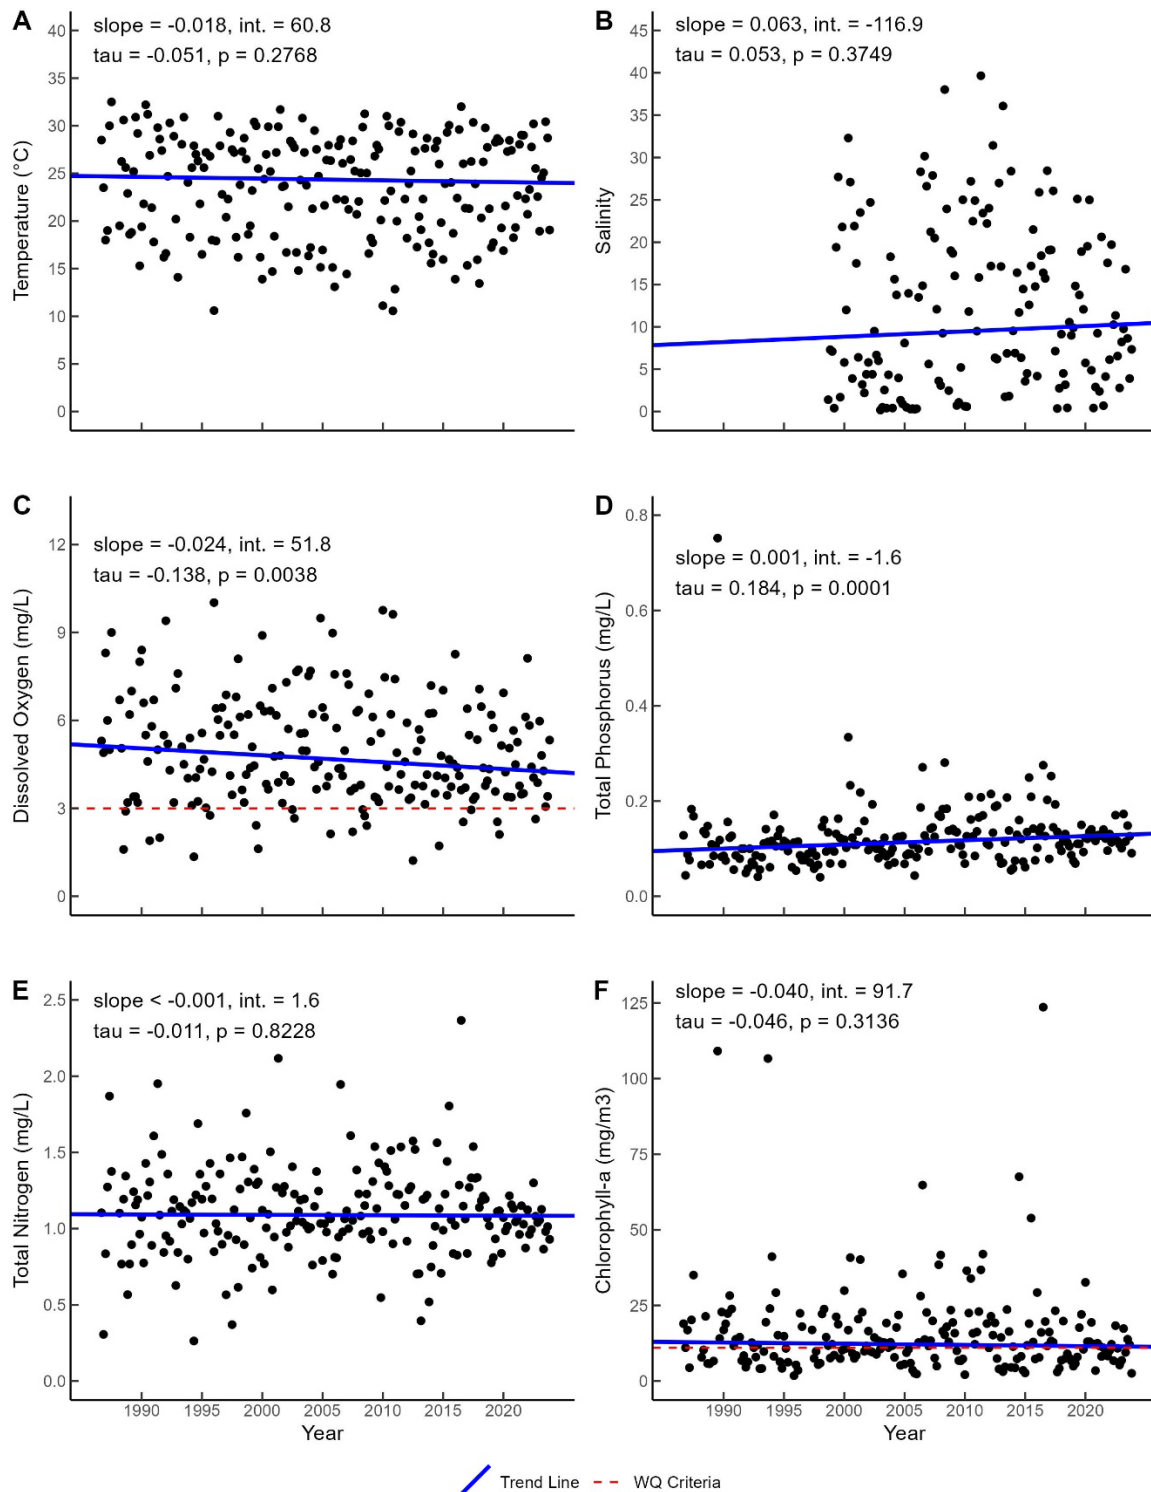 A
slope = -0.018, int. = 60.8
tau = -0.051, p = 0.2768
40
35
30
25
20
15
10
5
0
Temperature (°C)
B
slope = 0.063, int. = -116.9
tau = 0.053, p = 0.3749
45
40
35
30
25
20
15
10
5
0
Salinity
C
slope = -0.024, int. = 51.8
tau = -0.138, p = 0.0038
12
9
6
3
0
Dissolved Oxygen (mg/L)
D
slope = 0.001, int. = -1.6
tau = 0.184, p = 0.0001
0.8
0.6
0.4
0.2
0.0
Total Phosphorus (mg/L)
E
slope < -0.001, int. = 1.6
tau = -0.011, p = 0.8228
2.5
2.0
1.5
1.0
0.5
0.0
Total Nitrogen (mg/L)
1990 1995 2000 2005 2010 2015 2020
Year
F
slope = -0.040, int. = 91.7
tau = -0.046, p = 0.3136
125
100
75
50
25
0
Chlorophyll-a (mg/m3)
1990 1995 2000 2005 2010 2015 2020
Year
Trend Line WQ Criteria